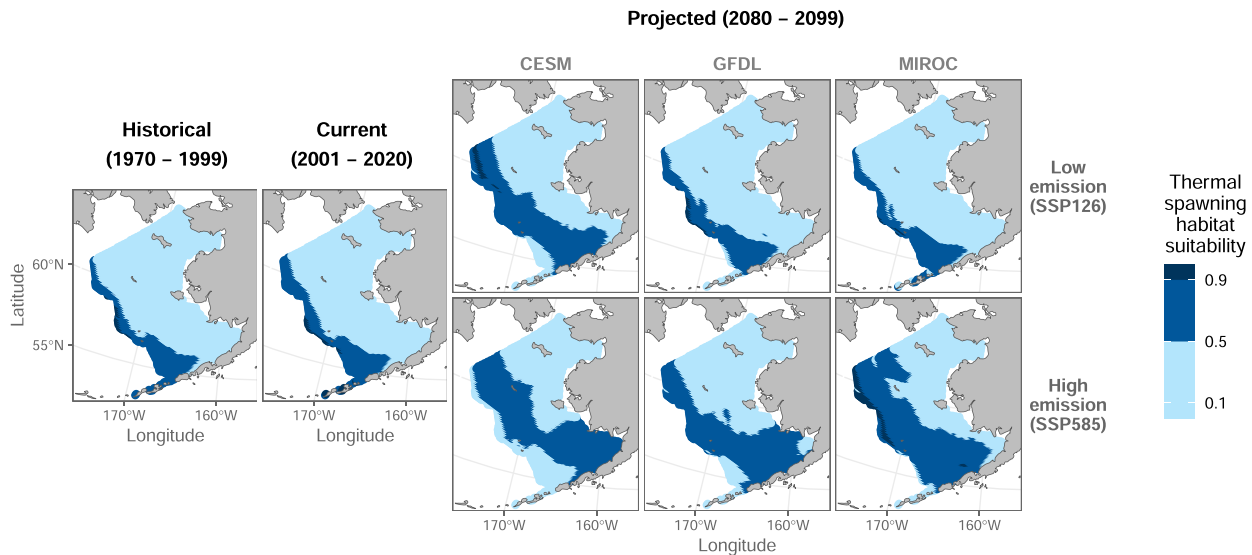 Projected (2080 – 2099)
CESM
GFDL
MIROC
Historical
(1970 – 1999)
Current
(2001 – 2020)
Low
emission
(SSP126)
High
emission
(SSP585)
Thermal
spawning
habitat
suitability
0.9
0.5
0.1
Latitude
60°N
55°N
170°W
160°W
170°W
160°W
Longitude
Longitude
170°W
160°W
170°W
160°W
170°W
160°W
Longitude